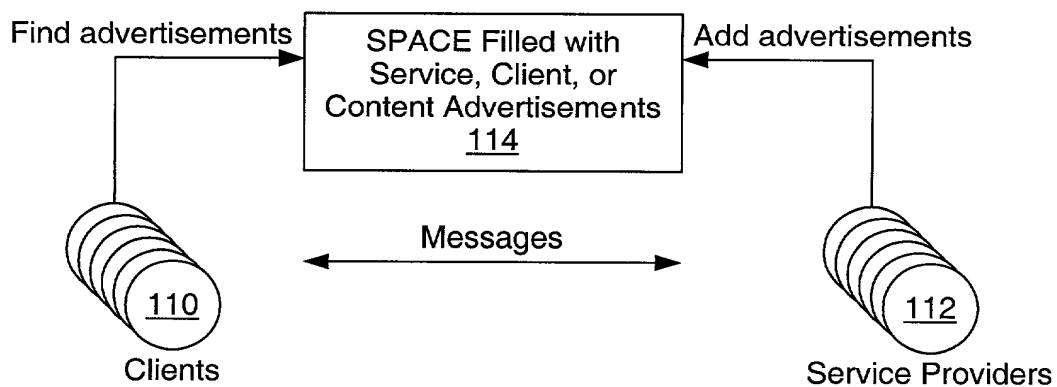 Find advertisements
SPACE Filled with
Service, Client, or
Content Advertisements
114
Add advertisements
Messages
110
Clients
112
Service Providers